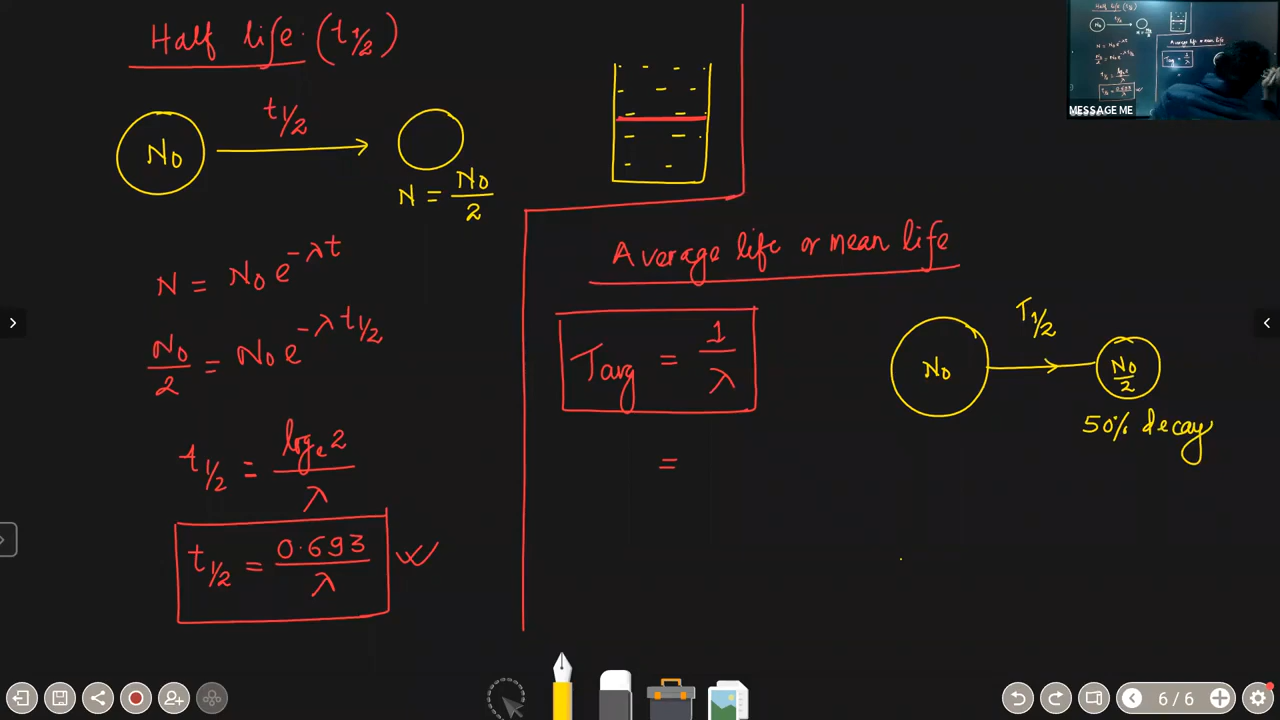 Half life (t1/2)
N0
t1/2
N = N0/2
N = N0 e^-λt
N0/2 = N0 e^-λt1/2
t1/2 = loge2/λ
t1/2 = 0.693/λ
Average life or mean life
Tavg = 1/λ
=
N0
T1/2
N0/2
50% decay
MESSAGE ME
6/6